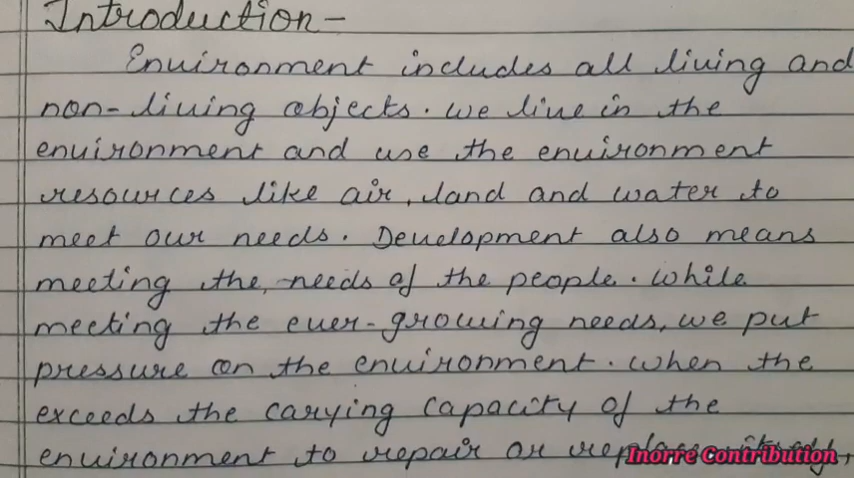 Introduction-
Environment includes all living and
non-living objects. we live in the
environment and use the environment
resources like air, land and water to
meet our needs. Development also means
meeting the needs of the people. while
meeting the ever-growing needs, we put
pressure on the environment. when the
exceeds the carying capacity of the
environment to repair or replace
Inorre Contribution